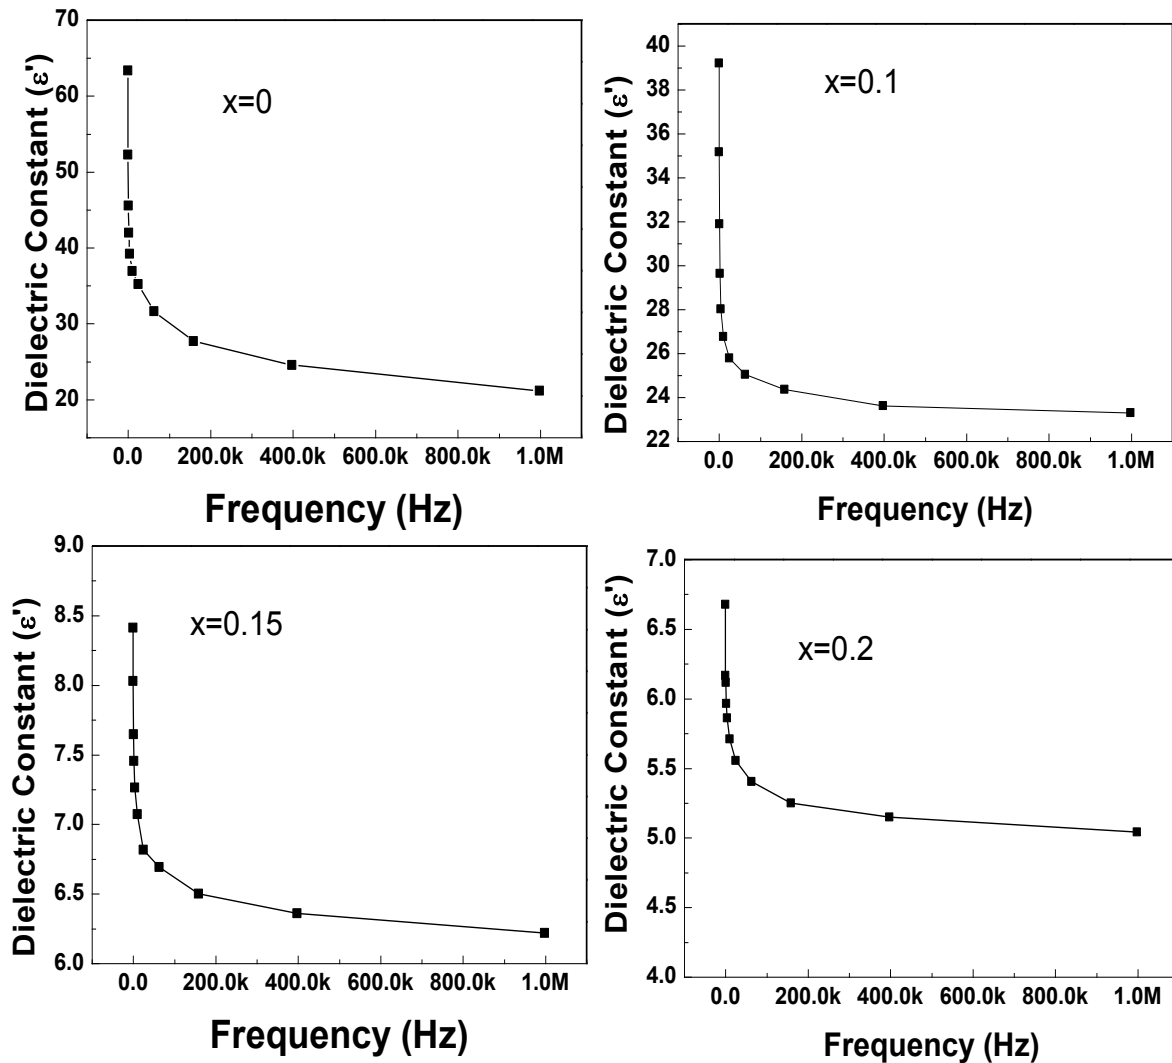 Dielectric Constant (ε')
70
60
50
40
30
20
x=0
0.0 200.0k 400.0k 600.0k 800.0k 1.0M
Frequency (Hz)
Dielectric Constant (ε')
40
38
36
34
32
30
28
26
24
22
x=0.1
0.0 200.0k 400.0k 600.0k 800.0k 1.0M
Frequency (Hz)
Dielectric Constant (ε')
9.0
8.5
8.0
7.5
7.0
6.5
6.0
x=0.15
0.0 200.0k 400.0k 600.0k 800.0k 1.0M
Frequency (Hz)
Dielectric Constant (ε')
7.0
6.5
6.0
5.5
5.0
4.5
4.0
x=0.2
0.0 200.0k 400.0k 600.0k 800.0k 1.0M
Frequency (Hz)